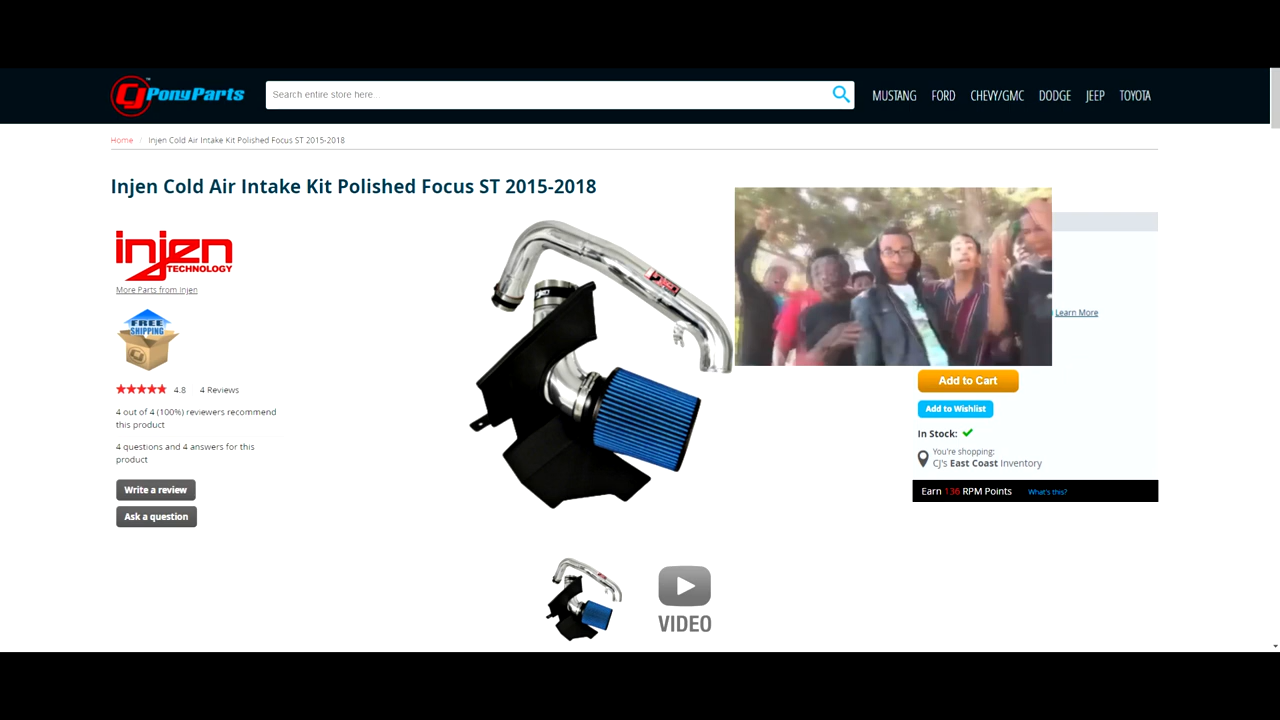 CJ PonyParts
Search entire store here...
MUSTANG FORD CHEVY/GMC DODGE JEEP TOYOTA
Home / Injen Cold Air Intake Kit Polished Focus ST 2015-2018
Injen Cold Air Intake Kit Polished Focus ST 2015-2018
injen
TECHNOLOGY
More Parts from Injen
FREE
SHIPPING
4.8 4 Reviews
4 out of 4 (100%) reviewers recommend
this product
4 questions and 4 answers for this
product
Write a review
Ask a question
INJEN
injen
Learn More
Add to Cart
Add to Wishlist
In Stock:
You're shopping:
CJ's East Coast Inventory
Earn 136 RPM Points What's this?
VIDEO